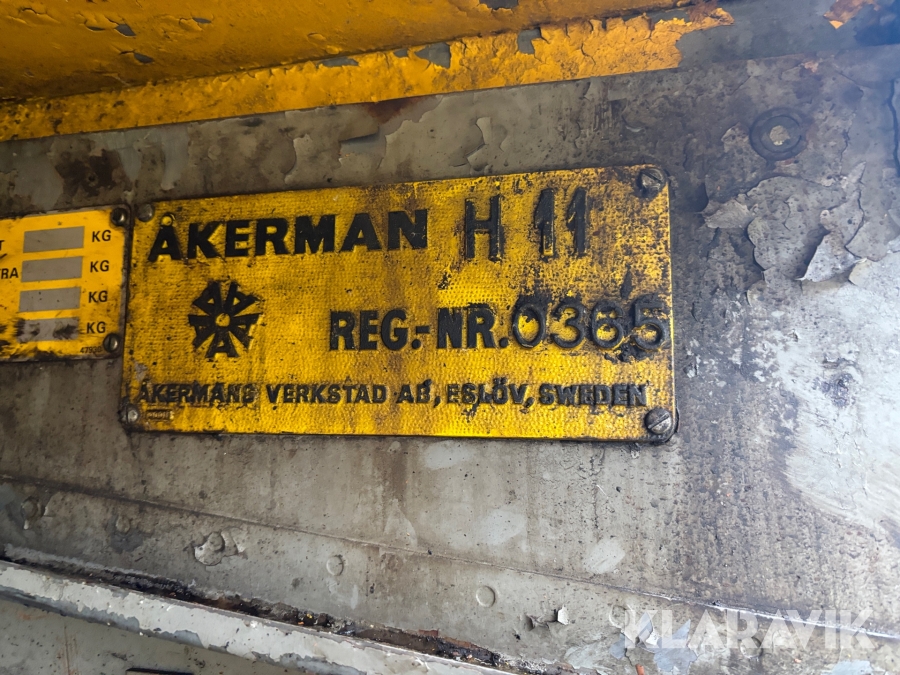 ÅKERMAN H 11
REG.-NR. 0365
ÅKERMANS VERKSTAD AB, ESLÖV, SWEDEN
KG
KG
KG
KG
KLARAVIK